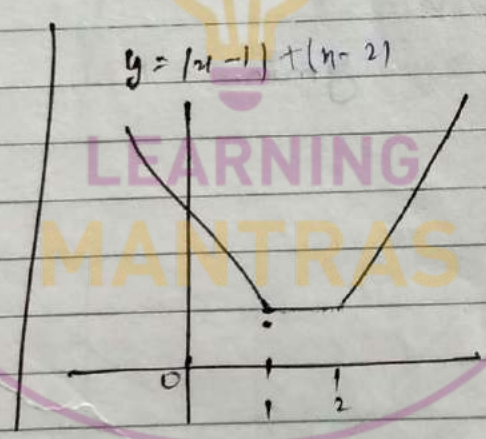 y = |x-1| + |x-2|
LEARNING
MANTRAS
0
1
2